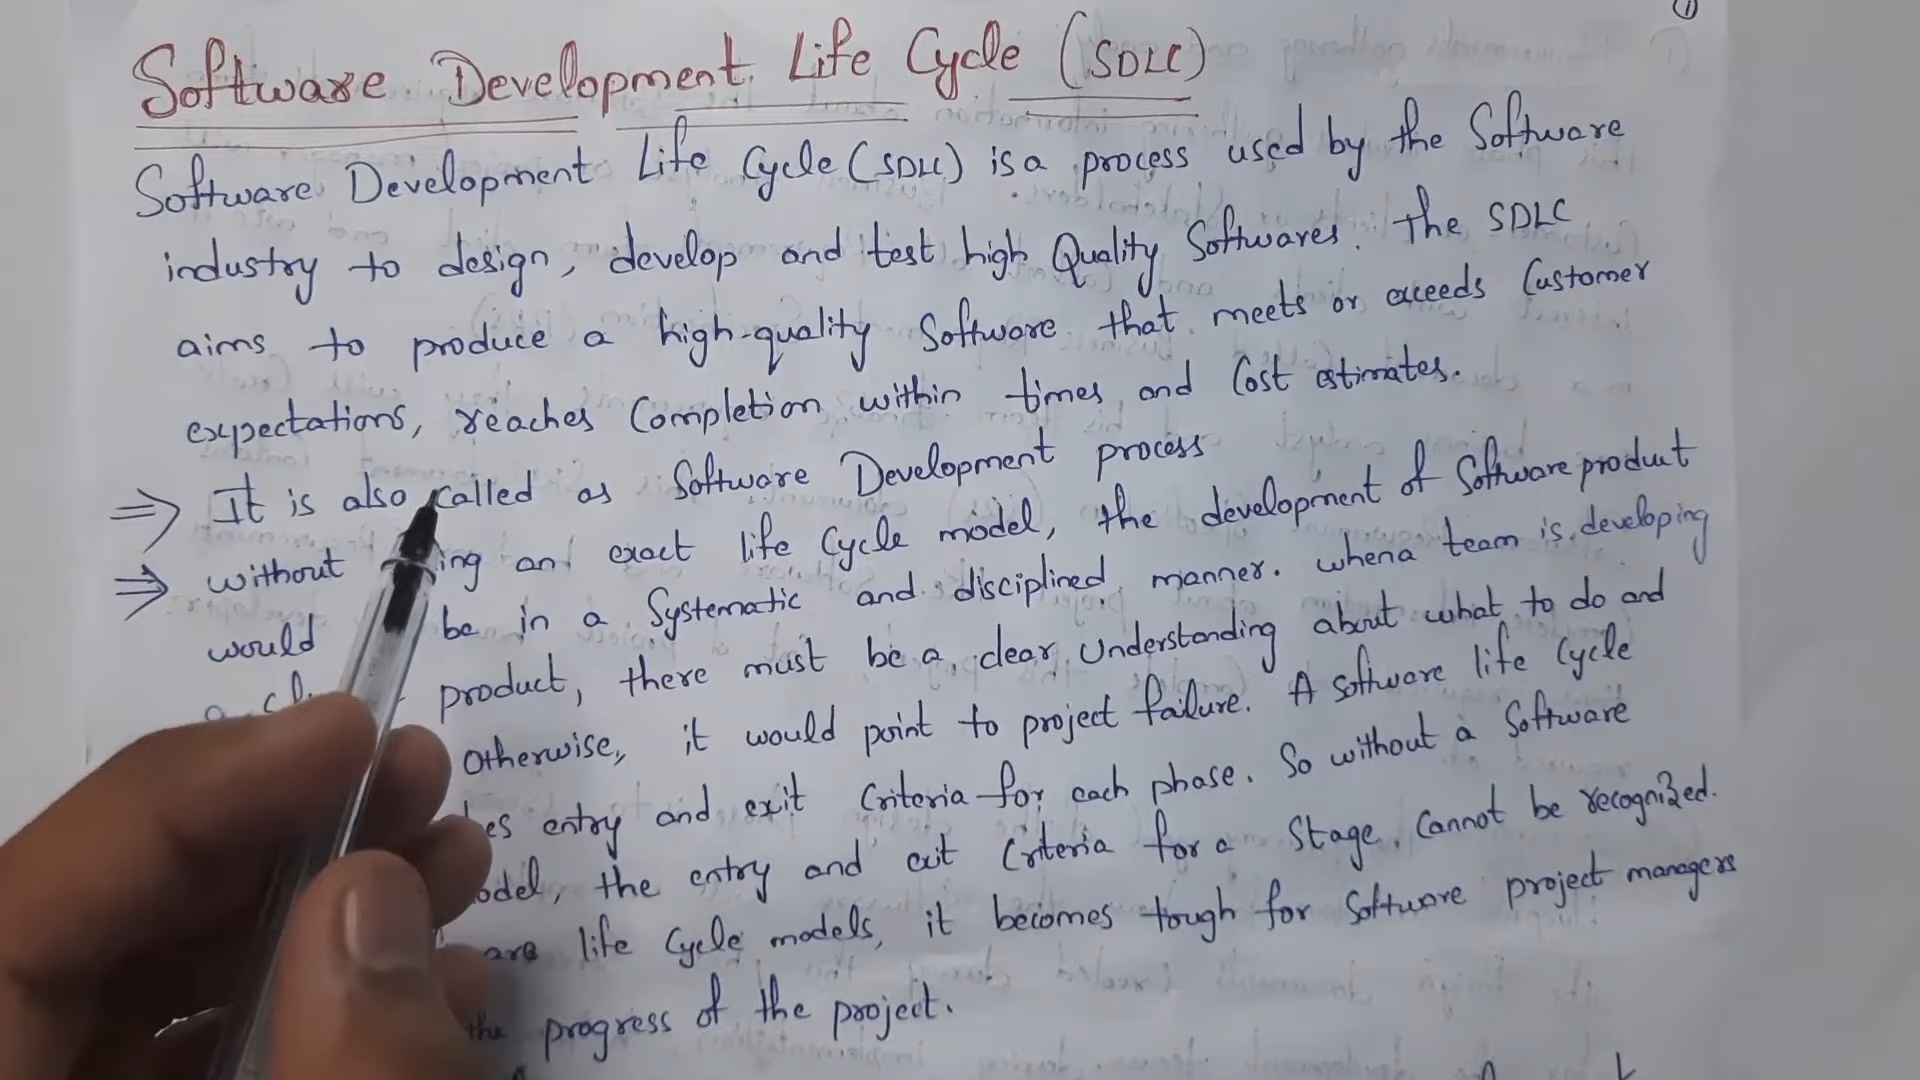 ①
Software Development Life Cycle (SDLC)
Software Development Life Cycle (SDLC) is a process used by the Software
industry to design, develop and test high Quality Softwares. The SDLC
aims to produce a high-quality Software that meets or exceeds Customer
expectations, reaches Completion within times and Cost estimates.
⇒ It is also called as Software Development process
⇒ without ing an exact life Cycle model, the development of Software product
would be in a Systematic and disciplined manner. when a team is developing
a product, there must be a clear Understanding about what to do and
Otherwise, it would point to project failure. A software life Cycle
es entry and exit Criteria for each phase. So without a Software
odel, the entry and exit Criteria for a Stage Cannot be recognized.
are life Cycle models, it becomes tough for Software project managers
the progress of the project.